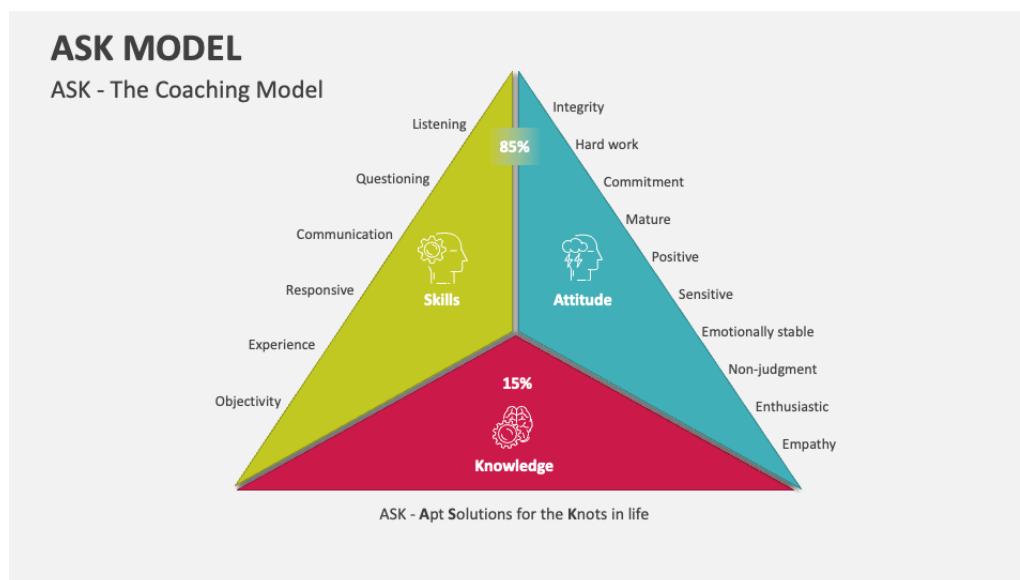 ASK MODEL
ASK - The Coaching Model
Listening
Questioning
Communication
Responsive
Experience
Objectivity
85%
Skills
Attitude
Integrity
Hard work
Commitment
Mature
Positive
Sensitive
Emotionally stable
Non-judgment
Enthusiastic
Empathy
15%
Knowledge
ASK - Apt Solutions for the Knots in life